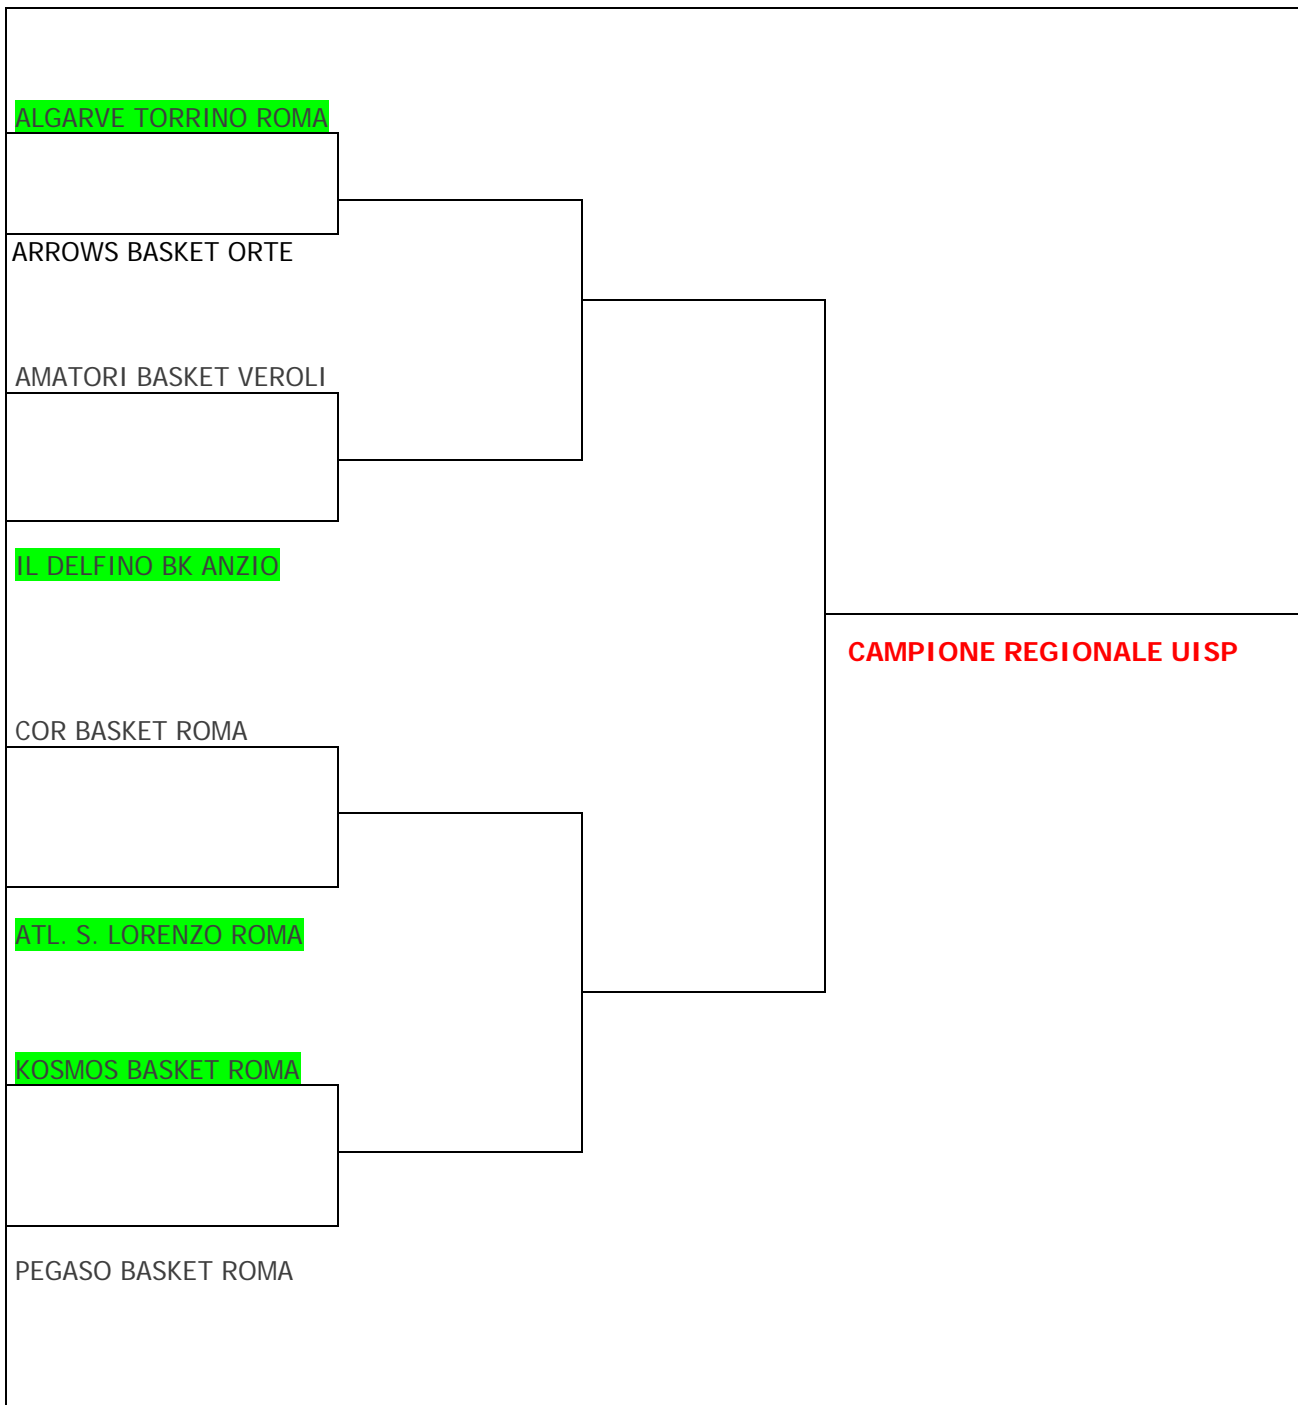 ALGARVE TORRINO ROMA
ARROWS BASKET ORTE
AMATORI BASKET VEROLI
IL DELFINO BK ANZIO
CAMPIONE REGIONALE UISP
COR BASKET ROMA
ATL. S. LORENZO ROMA
KOSMOS BASKET ROMA
PEGASO BASKET ROMA